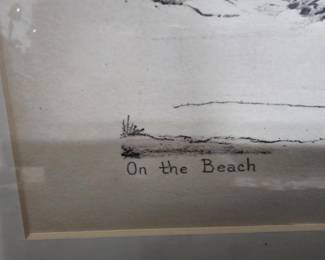 On the Beach